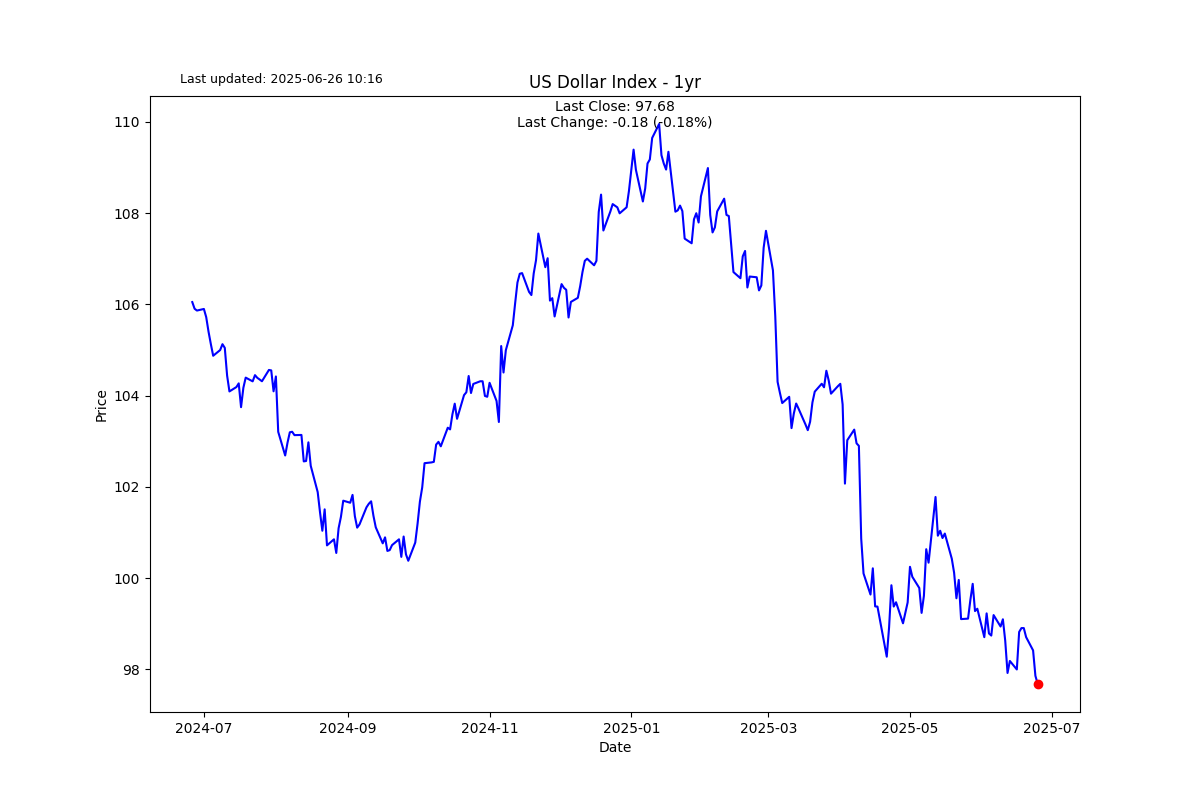 Last updated: 2025-06-26 10:16
US Dollar Index - 1yr
Last Close: 97.68
Last Change: -0.18 (-0.18%)
110
108
106
104
102
100
98
Price
2024-07
2024-09
2024-11
2025-01
2025-03
2025-05
2025-07
Date